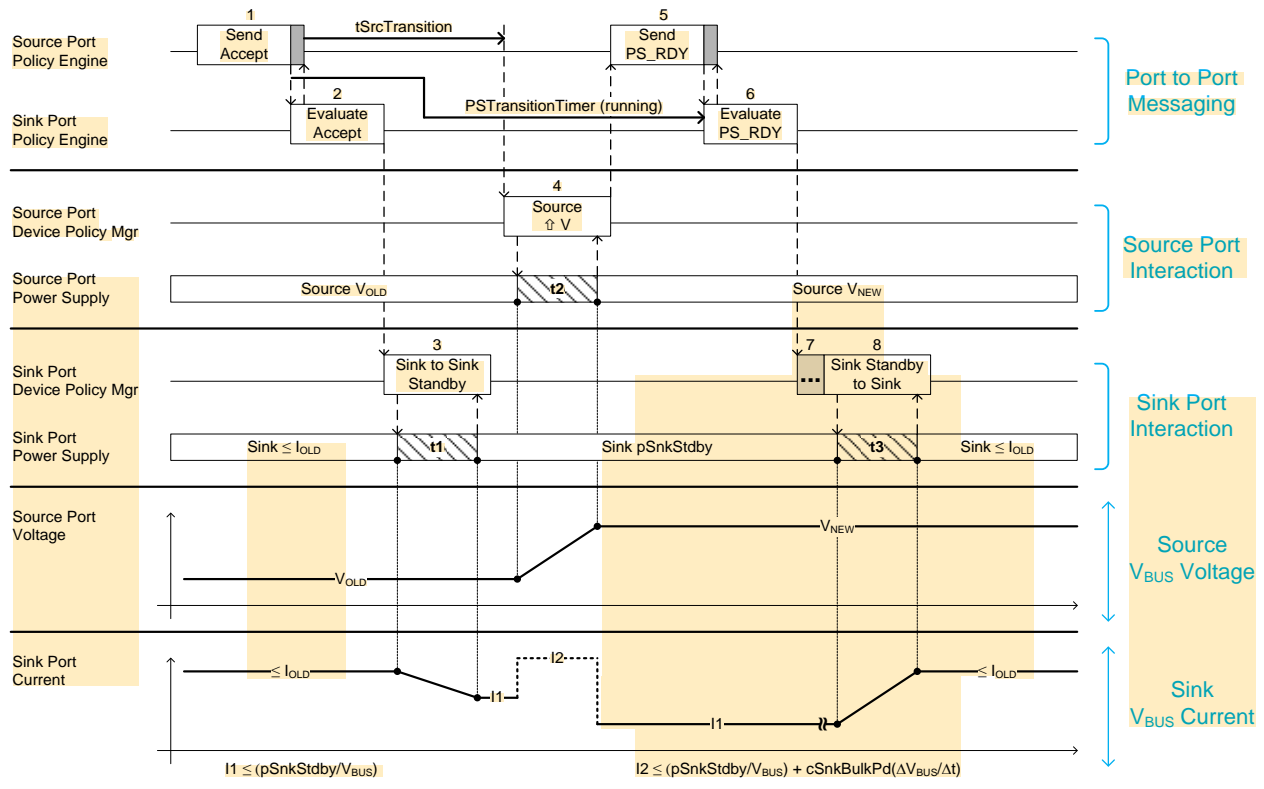 1
5
Send
Accept
tSrcTransition
Send
PS_RDY
Source Port
Policy Engine
Port to Port
Messaging
2
PSTransitionTimer (running)
6
Evaluate
Accept
Evaluate
PS_RDY
Sink Port
Policy Engine
4
Source
⇧ V
Source Port
Device Policy Mgr
Source Port
Interaction
Source Port
Power Supply
Source VOLD
t2
Source VNEW
3
7
8
Sink to Sink
Standby
...
Sink Standby
to Sink
Sink Port
Device Policy Mgr
Sink Port
Interaction
Sink Port
Power Supply
Sink ≤ IOLD
t1
Sink pSnkStdby
t3
Sink ≤ IOLD
Source Port
Voltage
VOLD
VNEW
Source
VBUS Voltage
Sink Port
Current
≤ IOLD
I1
I2
I1
≤ IOLD
Sink
VBUS Current
I1 ≤ (pSnkStdby/VBUS)
I2 ≤ (pSnkStdby/VBUS) + cSnkBulkPd(ΔVBUS/Δt)